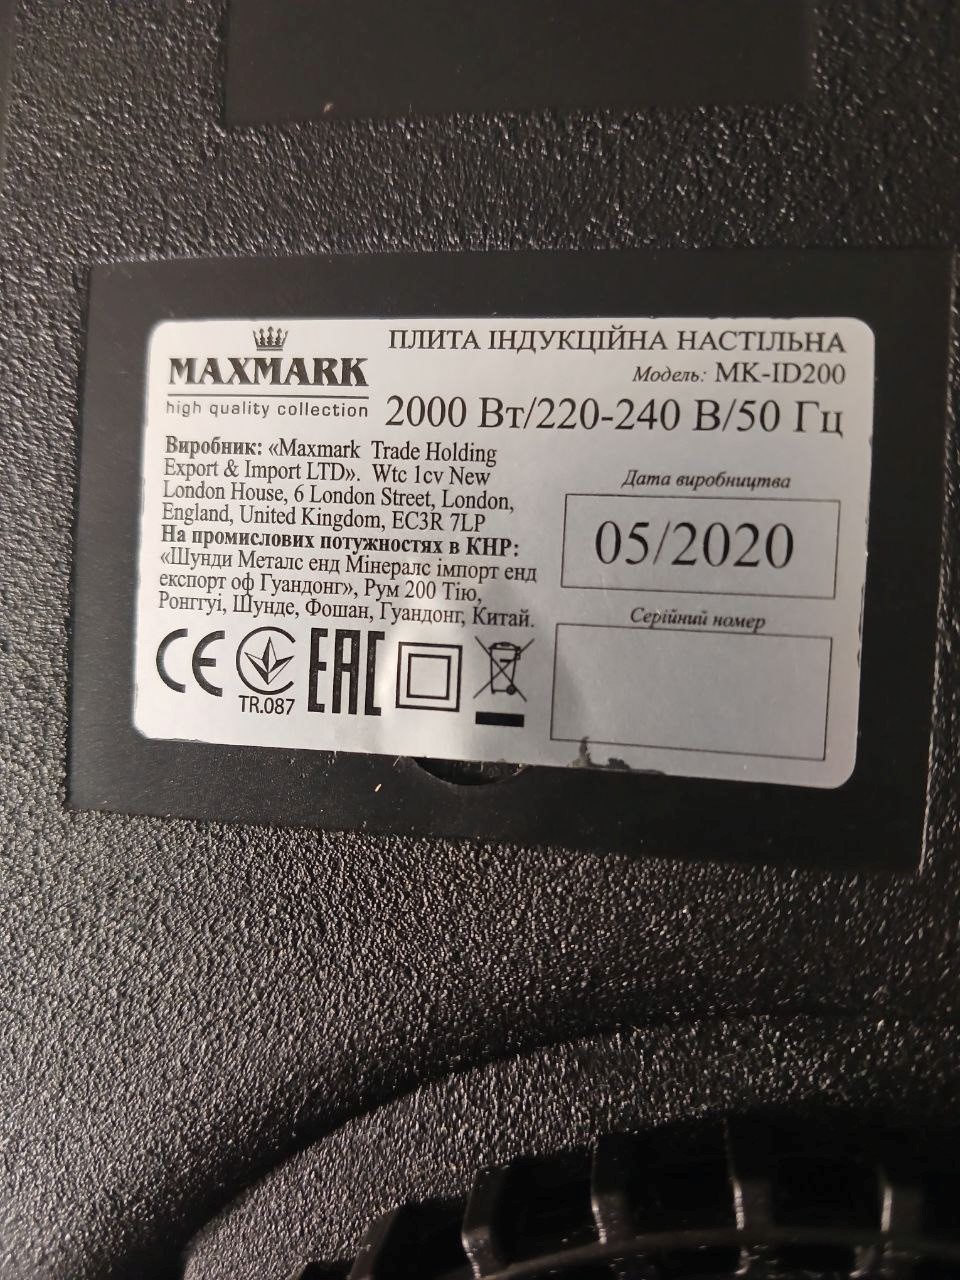 MAXMARK
high quality collection
ПЛИТА ІНДУКЦІЙНА НАСТІЛЬНА
Модель: MK-ID200
2000 Вт/220-240 В/50 Гц
Виробник: «Maxmark Trade Holding
Export & Import LTD». Wtc 1cv New
London House, 6 London Street, London,
England, United Kingdom, EC3R 7LP
На промислових потужностях в КНР:
«Шунди Металс енд Мінералс імпорт енд
експорт оф Гуандонг», Рум 200 Тію,
Ронггуі, Шунде, Фошан, Гуандонг, Китай.
Дата виробництва
05/2020
Серійний номер
CE
TR.087
EAC